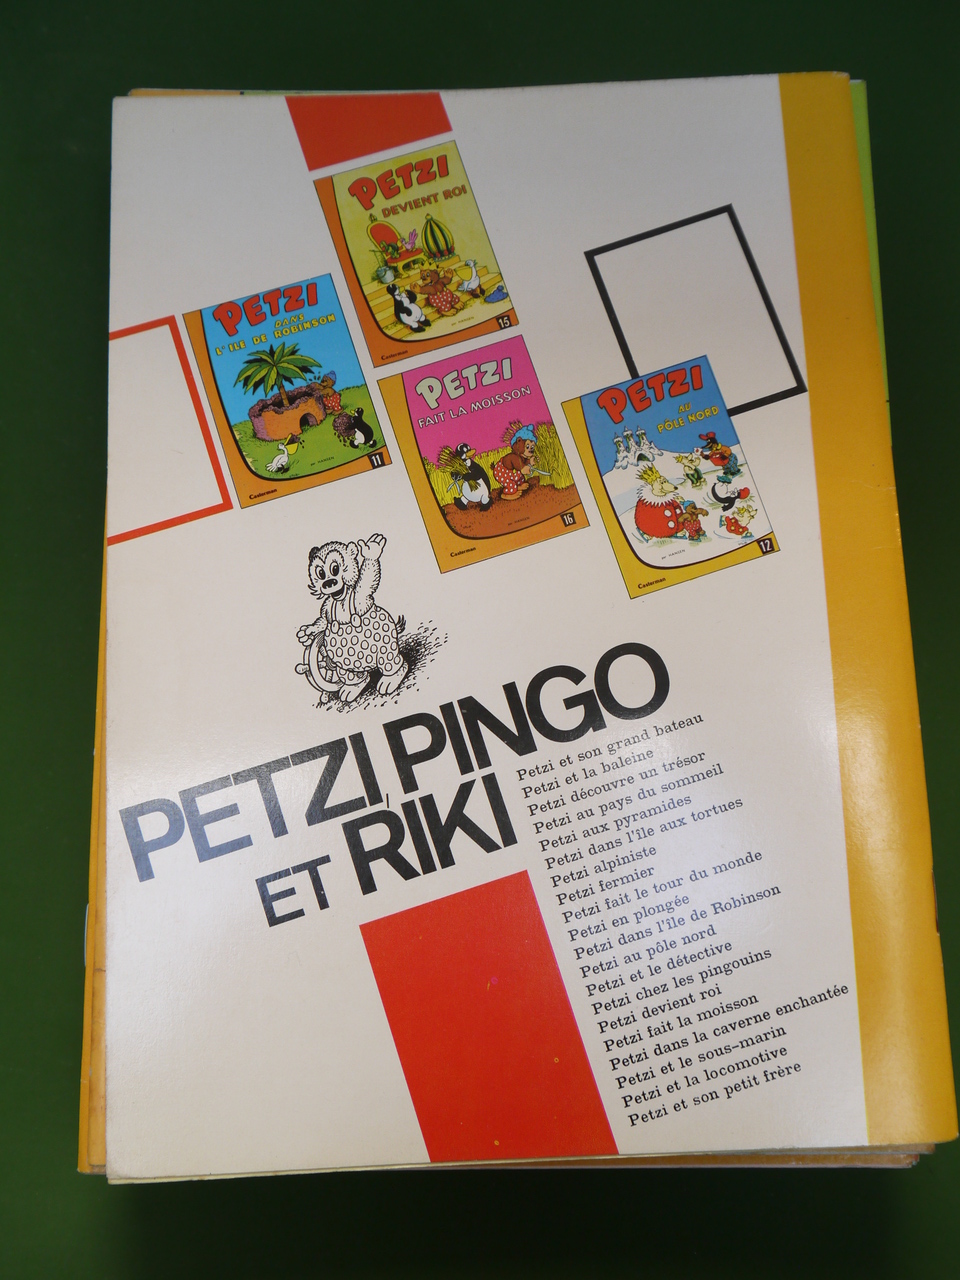 PETZI
DEVIENT ROI
Casterman
15
PETZI
DANS
L'ILE DE ROBINSON
Casterman
11
PETZI
FAIT LA MOISSON
Casterman
16
PETZI
AU
PÔLE NORD
Casterman
12
PETZI, PINGO
ET RIKI
Petzi et son grand bateau
Petzi et la baleine
Petzi découvre un trésor
Petzi au pays du sommeil
Petzi aux pyramides
Petzi dans l'île aux tortues
Petzi alpiniste
Petzi fermier
Petzi fait le tour du monde
Petzi en plongée
Petzi dans l'île de Robinson
Petzi au pôle nord
Petzi et le détective
Petzi chez les pingouins
Petzi devient roi
Petzi fait la moisson
Petzi dans la caverne enchantée
Petzi et le sous-marin
Petzi et la locomotive
Petzi et son petit frère